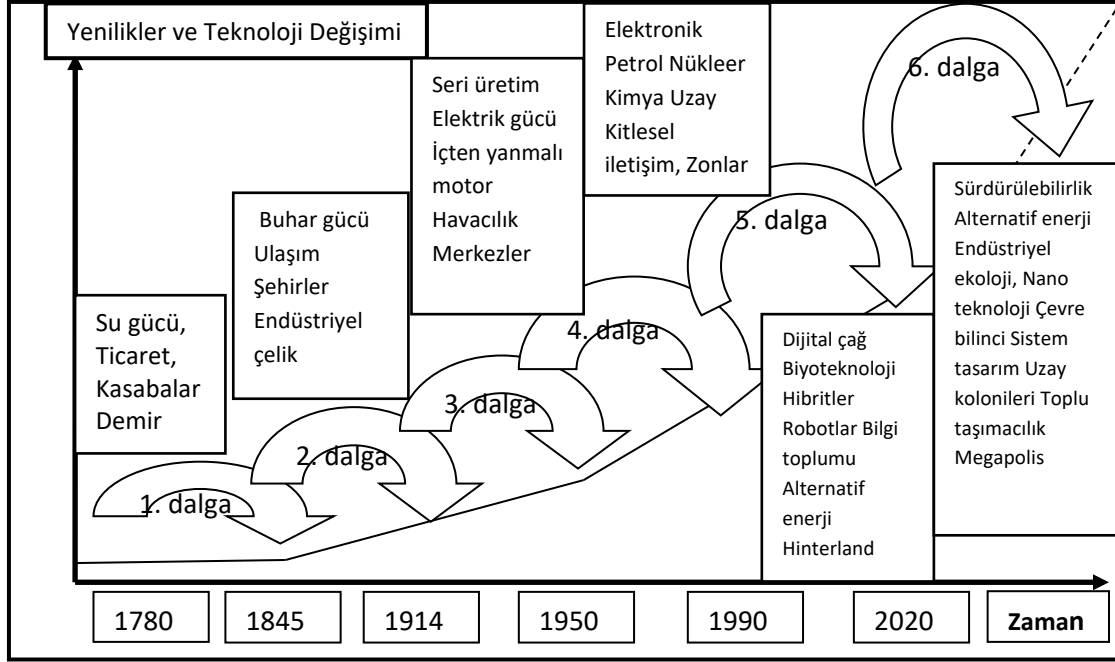 Yenilikler ve Teknoloji Değişimi
Su gücü,
Ticaret,
Kasabalar
Demir
1. dalga
Buhar gücü
Ulaşım
Şehirler
Endüstriyel
çelik
2. dalga
Seri üretim
Elektrik gücü
İçten yanmalı
motor
Havacılık
Merkezler
3. dalga
Elektronik
Petrol Nükleer
Kimya Uzay
Kitlesel
iletişim, Zonlar
4. dalga
5. dalga
Dijital çağ
Biyoteknoloji
Hibritler
Robotlar Bilgi
toplumu
Alternatif
enerji
Hinterland
6. dalga
Sürdürülebilirlik
Alternatif enerji
Endüstriyel
ekoloji, Nano
teknoloji Çevre
bilinci Sistem
tasarım Uzay
kolonileri Toplu
taşımacılık
Megapolis
1780
1845
1914
1950
1990
2020
Zaman